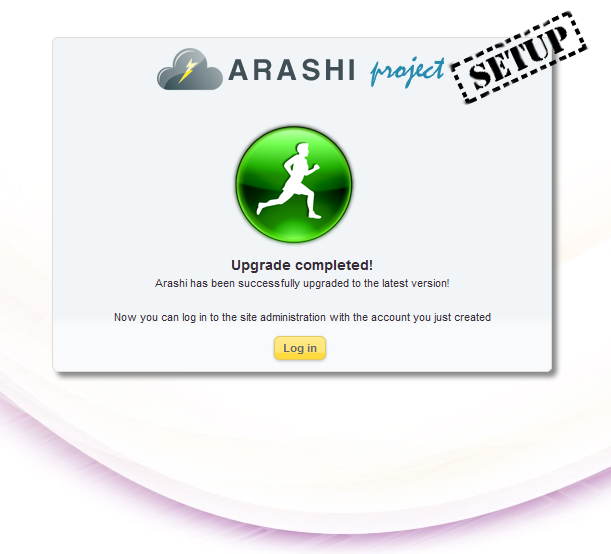 ARASHI project
SETUP
Upgrade completed!
Arashi has been successfully upgraded to the latest version!
Now you can log in to the site administration with the account you just created
Log in